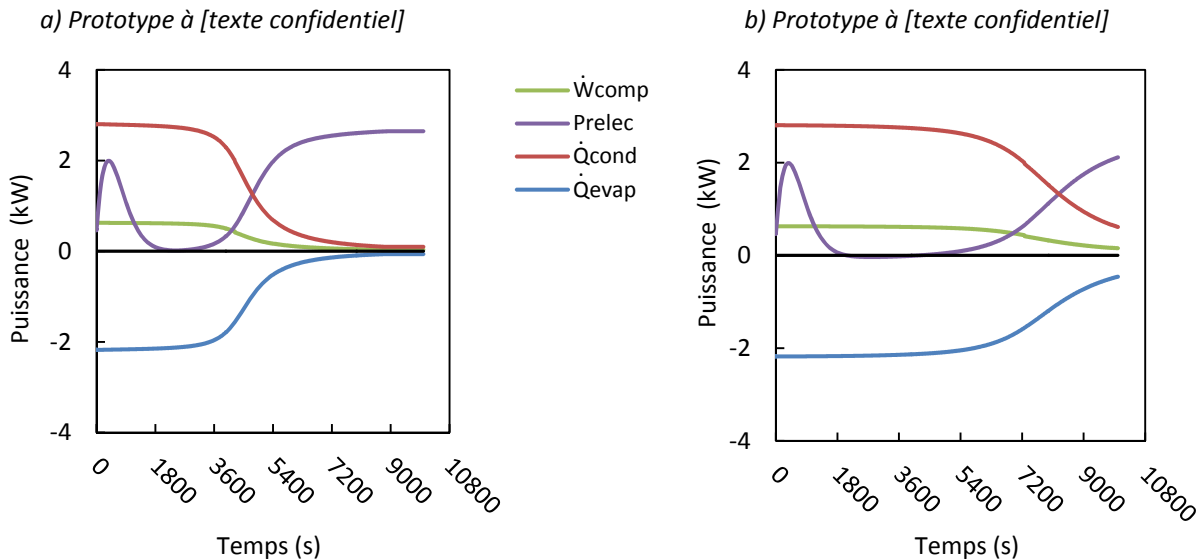 a) Prototype à [texte confidentiel]
4
2
0
-2
-4
Puissance (kW)
0
1800
3600
5400
7200
9000
10800
Temps (s)
Ẇcomp
Prelec
Q̇cond
Q̇evap
b) Prototype à [texte confidentiel]
4
2
0
-2
-4
Puissance (kW)
0
1800
3600
5400
7200
9000
10800
Temps (s)